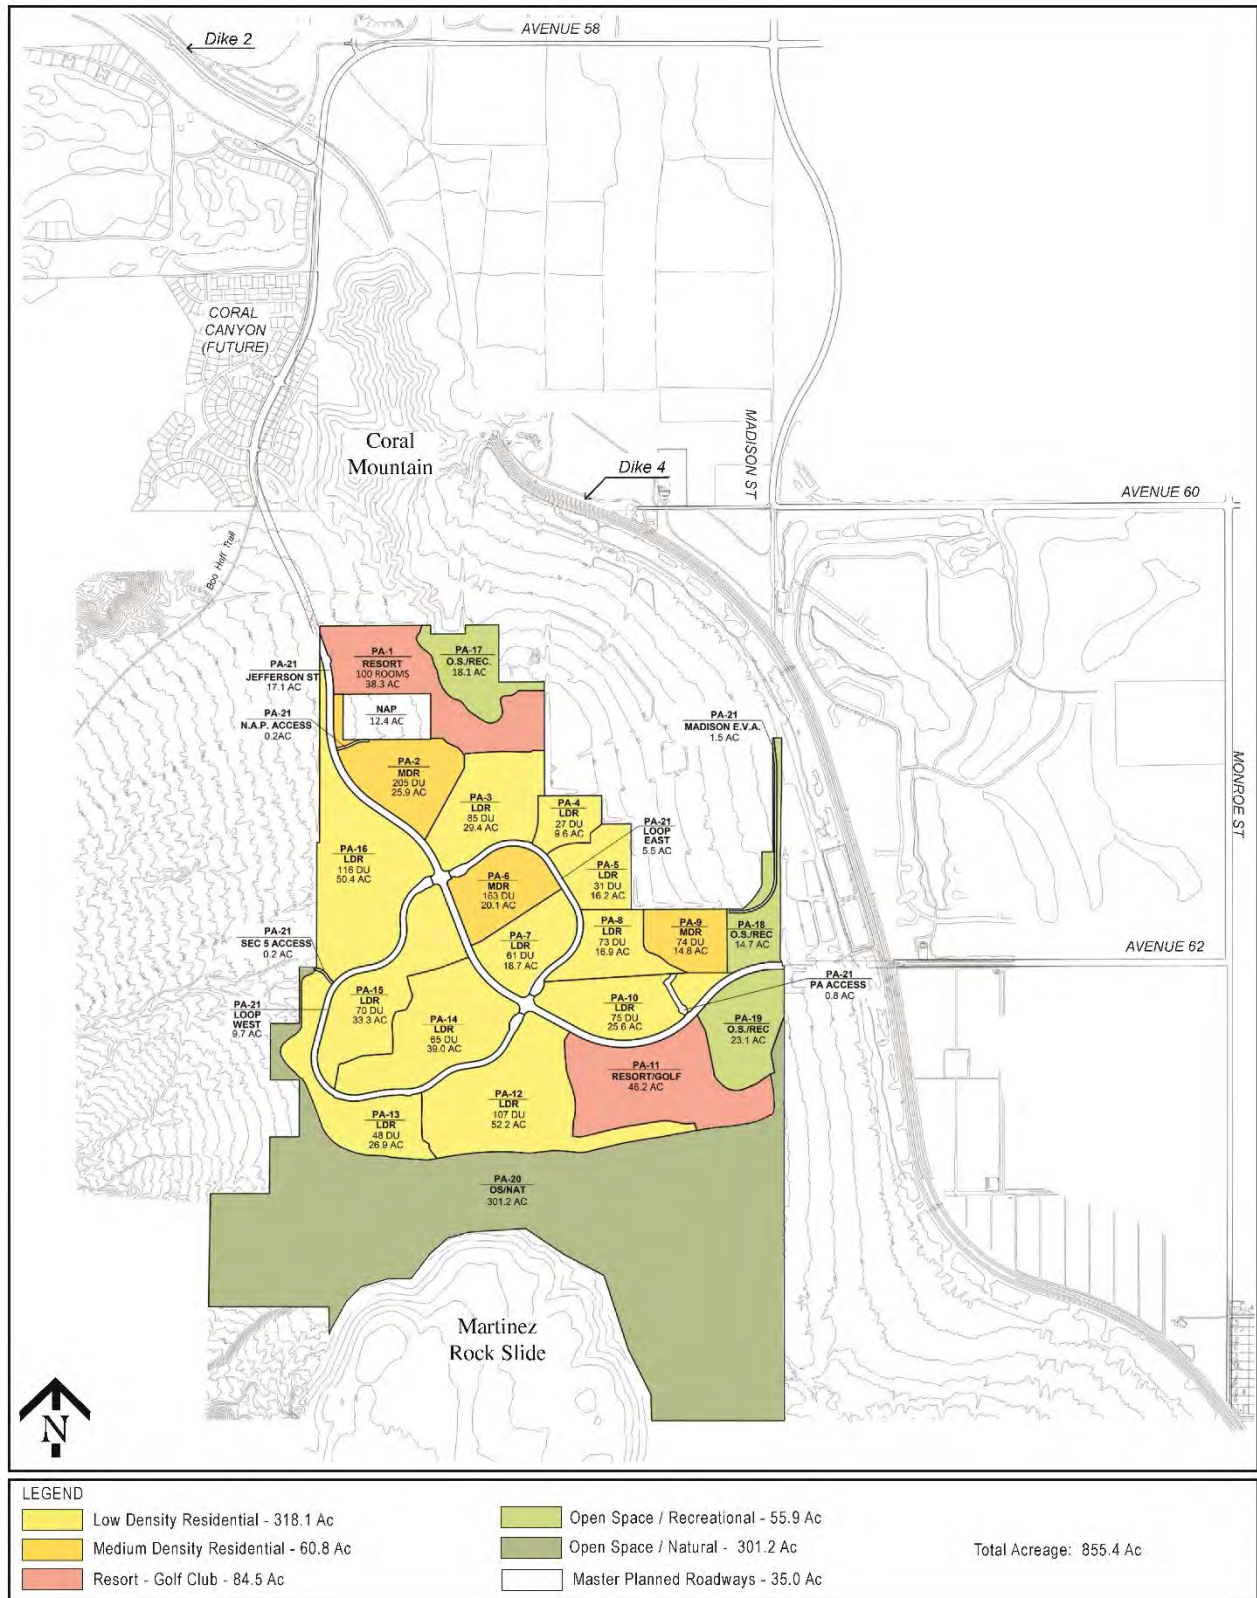 AVENUE 58
Dike 2
CORAL
CANYON
(FUTURE)
Coral
Mountain
Dike 4
MADISON ST
AVENUE 60
Boo Hoff Trail
PA-1
RESORT
100 ROOMS
38.3 AC
PA-17
O.S./REC.
18.1 AC
PA-21
JEFFERSON ST
17.1 AC
NAP
12.4 AC
PA-21
N.A.P. ACCESS
0.2AC
PA-21
MADISON E.V.A.
1.5 AC
MONROE ST
PA-2
MDR
205 DU
25.9 AC
PA-3
LDR
85 DU
29.4 AC
PA-4
LDR
27 DU
9.6 AC
PA-21
LOOP
EAST
5.5 AC
PA-16
LDR
116 DU
50.4 AC
PA-6
MDR
163 DU
20.1 AC
PA-5
LDR
31 DU
16.2 AC
PA-21
SEC 5 ACCESS
0.2 AC
PA-7
LDR
61 DU
18.7 AC
PA-8
LDR
73 DU
16.9 AC
PA-9
MDR
74 DU
14.8 AC
PA-18
O.S./REC
14.7 AC
AVENUE 62
PA-21
PA ACCESS
0.8 AC
PA-21
LOOP
WEST
9.7 AC
PA-15
LDR
70 DU
33.3 AC
PA-14
LDR
65 DU
39.0 AC
PA-10
LDR
75 DU
25.6 AC
PA-19
O.S./REC
23.1 AC
PA-11
RESORT/GOLF
46.2 AC
PA-12
LDR
107 DU
52.2 AC
PA-13
LDR
48 DU
26.9 AC
PA-20
OS/NAT
301.2 AC
Martinez
Rock Slide
N
LEGEND
Low Density Residential - 318.1 Ac
Medium Density Residential - 60.8 Ac
Resort - Golf Club - 84.5 Ac
Open Space / Recreational - 55.9 Ac
Open Space / Natural - 301.2 Ac
Master Planned Roadways - 35.0 Ac
Total Acreage: 855.4 Ac